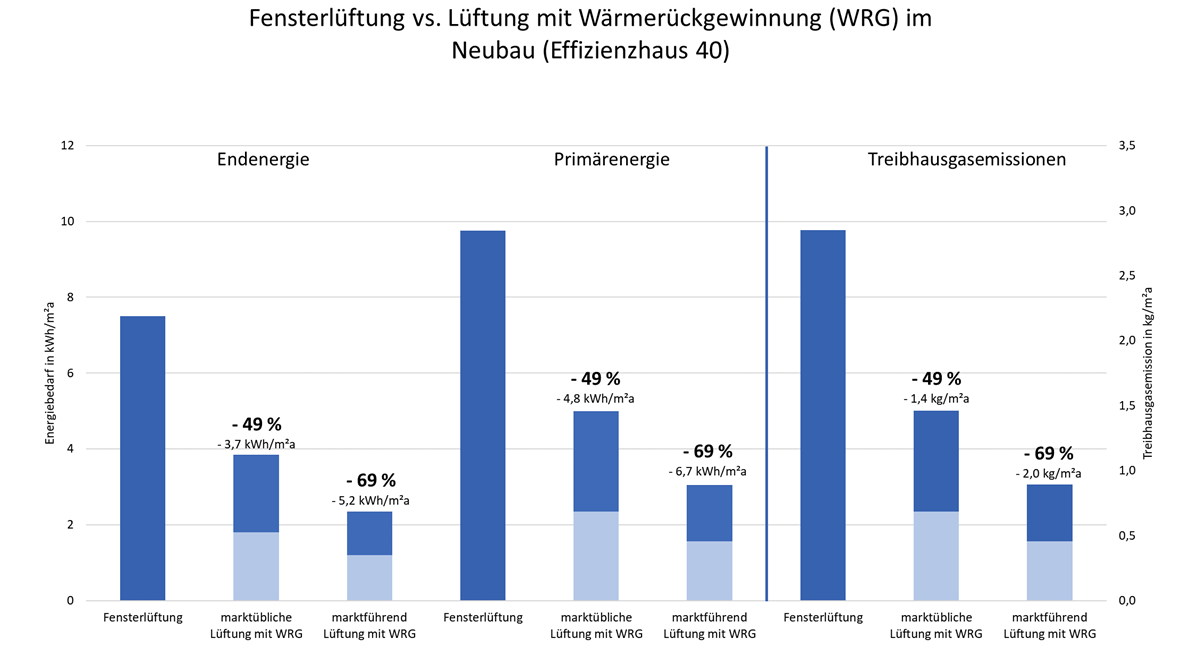 Fensterlüftung vs. Lüftung mit Wärmerückgewinnung (WRG) im
Neubau (Effizienzhaus 40)
Endenergie
Primärenergie
Treibhausgasemissionen
Energiebedarf in kWh/m²a
12
10
8
6
4
2
0
Treibhausgasemission in kg/m²a
3,5
3,0
2,5
2,0
1,5
1,0
0,5
0,0
- 49 %
- 3,7 kWh/m²a
- 69 %
- 5,2 kWh/m²a
- 49 %
- 4,8 kWh/m²a
- 69 %
- 6,7 kWh/m²a
- 49 %
- 1,4 kg/m²a
- 69 %
- 2,0 kg/m²a
Fensterlüftung
marktübliche
Lüftung mit WRG
marktführend
Lüftung mit WRG
Fensterlüftung
marktübliche
Lüftung mit WRG
marktführend
Lüftung mit WRG
Fensterlüftung
marktübliche
Lüftung mit WRG
marktführend
Lüftung mit WRG